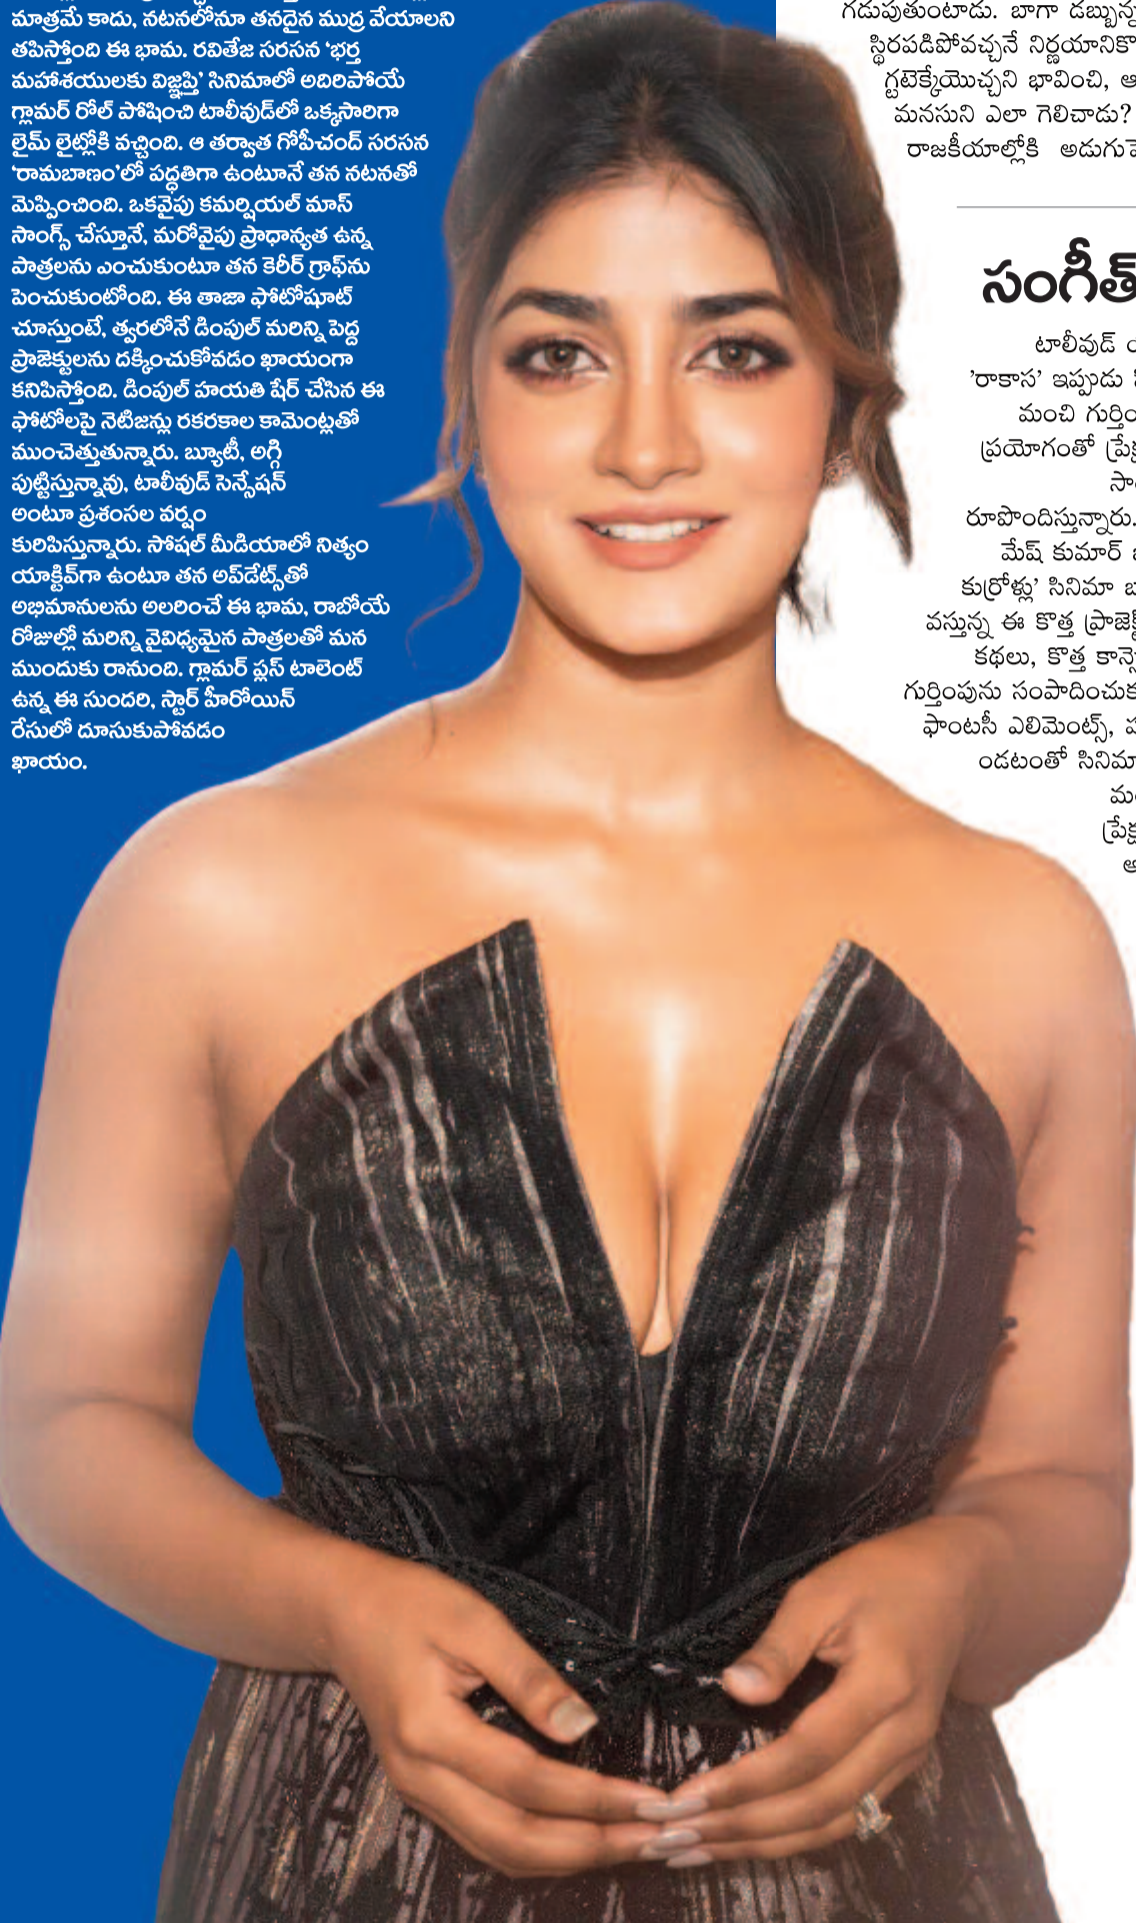 మాత్రమే కాదు, నటనలోనూ తనదైన ముద్ర వేయాలని
తపిస్తోంది ఈ భామ. రవితేజ సరసన ‘భర్త
మహాశయులకు విజ్ఞప్తి’ సినిమాలో అదిరిపోయే
గ్లామర్ రోల్ పోషించి టాలీవుడ్‌లో ఒక్కసారిగా
లైమ్ లైట్లోకి వచ్చింది. ఆ తర్వాత గోపీచంద్ సరసన
‘రామబాణం’లో పద్ధతిగా ఉంటూనే తన నటనతో
మెప్పించింది. ఒకవైపు కమర్షియల్ మాస్
సాంగ్స్ చేస్తూనే, మరోవైపు ప్రాధాన్యత ఉన్న
పాత్రలను ఎంచుకుంటూ తన కెరీర్ గ్రాఫ్‌ను
పెంచుకుంటోంది. ఈ తాజా ఫోటోషూట్
చూస్తుంటే, త్వరలోనే డింపుల్ మరిన్ని పెద్ద
ప్రాజెక్టులను దక్కించుకోవడం ఖాయంగా
కనిపిస్తోంది. డింపుల్ హయతి షేర్ చేసిన ఈ
ఫోటోలపై నెటిజన్లు రకరకాల కామెంట్లతో
ముంచెత్తుతున్నారు. బ్యూటీ, అగ్గి
పుట్టిస్తున్నావు, టాలీవుడ్ సెన్సేషన్
అంటూ ప్రశంసల వర్షం
కురిపిస్తున్నారు. సోషల్ మీడియాలో నిత్యం
యాక్టివ్‌గా ఉంటూ తన అప్‌డేట్స్‌తో
అభిమానులను అలరించే ఈ భామ, రాబోయే
రోజుల్లో మరిన్ని వైవిధ్యమైన పాత్రలతో మన
ముందుకు రానుంది. గ్లామర్ ప్లస్ టాలెంట్
ఉన్న ఈ సుందరి, స్టార్ హీరోయిన్
రేసులో దూసుకుపోవడం
ఖాయం.
గడుపుతుంటాడు. బాగా డబ్బున్న
స్థిరపడిపోవచ్చనే నిర్ణయానికొ
గ్గట్టెక్కేయొచ్చని భావించి, ఆ
మనసుని ఎలా గెలిచాడు?
రాజకీయాల్లోకి అడుగుపె
సంగీత్
టాలీవుడ్
’రాకాస’ ఇప్పుడు
మంచి గుర్తిం
ప్రయోగంతో ప్రేక్ష
సా
రూపొందిస్తున్నారు.
మేష్ కుమార్
కుర్రోళ్లు’ సినిమా
వస్తున్న ఈ కొత్త ప్రాజెక్ట్
కథలు, కొత్త కాన్సె
గుర్తింపును సంపాదించుక
ఫాంటసీ ఎలిమెంట్స్,
ండటంతో సినిమా
మ
ప్రేక్ష